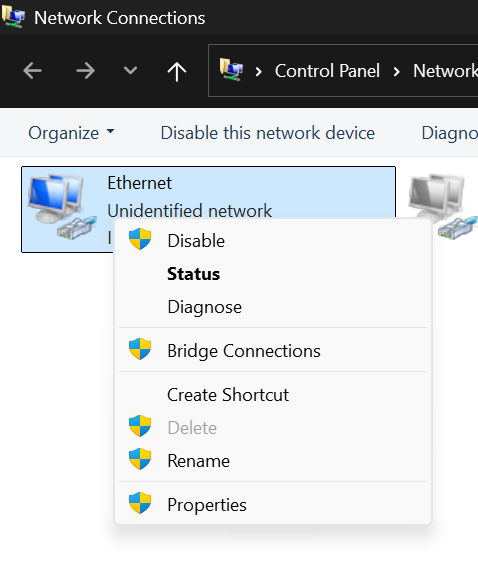 Network Connections
Control Panel
Network
Organize
Disable this network device
Diagno
Ethernet
Unidentified network
Disable
Status
Diagnose
Bridge Connections
Create Shortcut
Delete
Rename
Properties